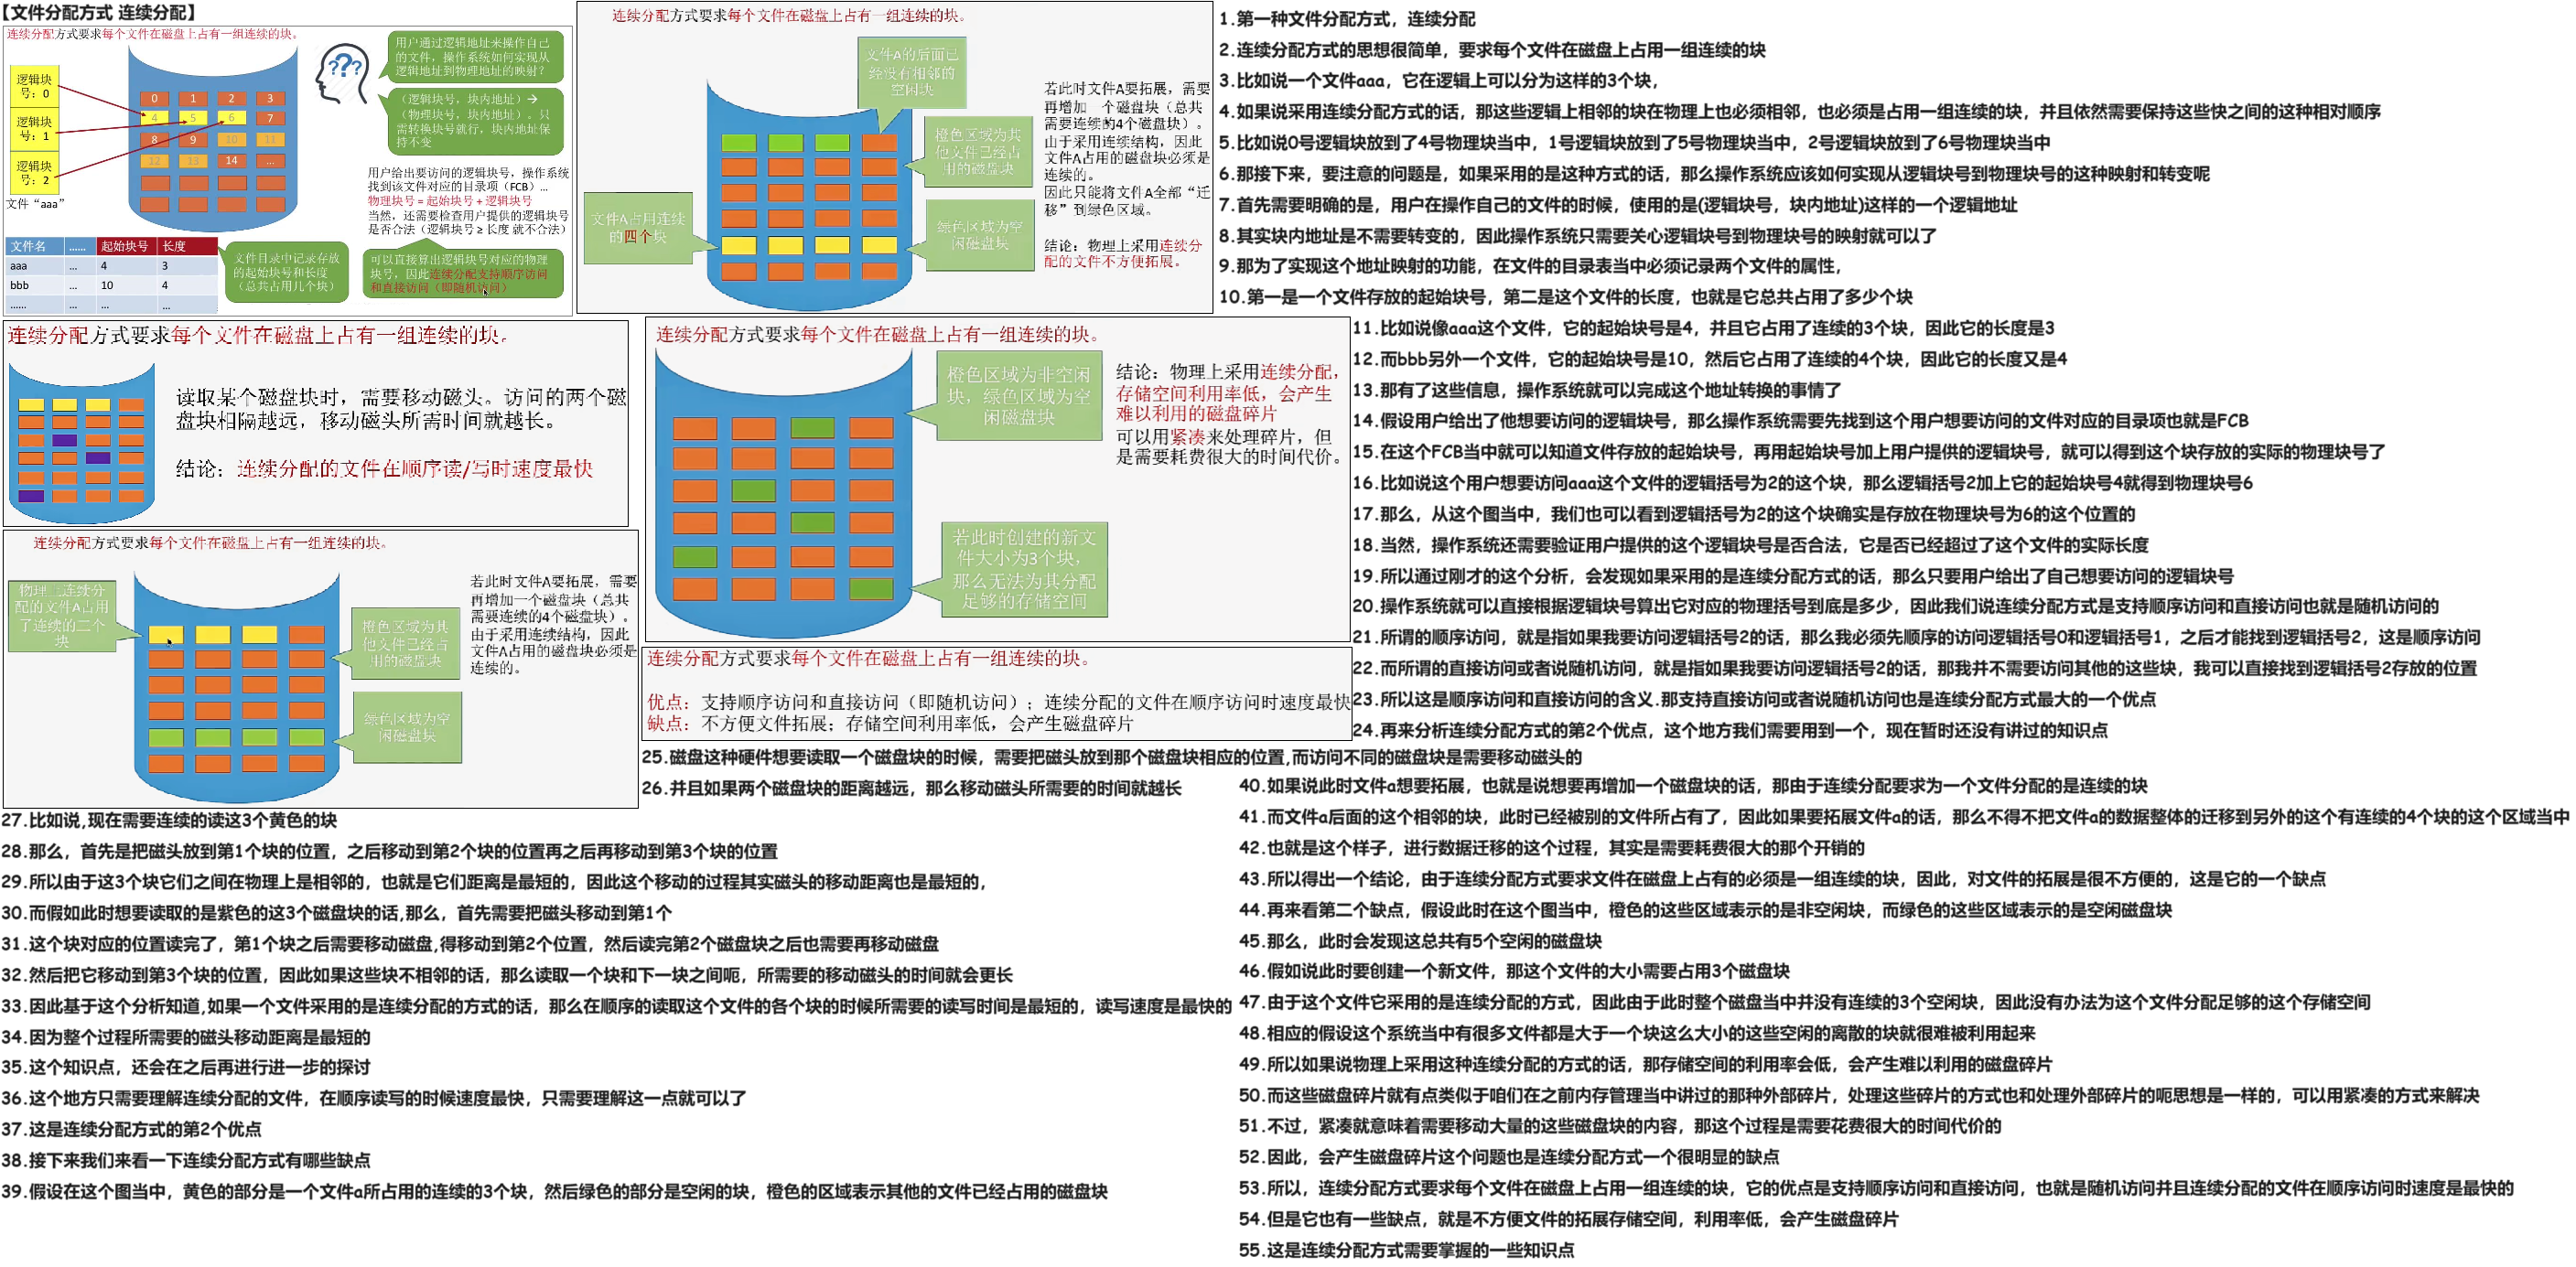 【文件分配方式 连续分配】
连续分配方式要求每个文件在磁盘上占有一组连续的块。
逻辑块
号：0
逻辑块
号：1
逻辑块
号：2
文件“aaa”
0 1 2 3
4 5 6 7
8 9 10 11
12 13 14 ...
用户通过逻辑地址来操作自己
的文件，操作系统如何实现从
逻辑地址到物理地址的映射？
（逻辑块号，块内地址）→
（物理块号，块内地址）。只
需转换块号就行，块内地址保
持不变
用户给出要访问的逻辑块号，操作系统
找到该文件对应的目录项（FCB）...
物理块号 = 起始块号 + 逻辑块号
当然，还需要检查用户提供的逻辑块号
是否合法（逻辑块号 ≥ 长度 就不合法）
文件名 …… 起始块号 长度
aaa ... 4 3
bbb ... 10 4
…… ... ... ...
文件目录中记录存放
的起始块号和长度
（总共占用几个块）
可以直接算出逻辑块号对应的物理
块号，因此连续分配支持顺序访问
和直接访问（即随机访问）
连续分配方式要求每个文件在磁盘上占有一组连续的块。
文件A的后面已
经没有相邻的
空闲块
橙色区域为其
他文件已经占
用的磁盘块
文件A占用连续
的四个块
绿色区域为空
闲磁盘块
若此时文件A要拓展，需要
再增加一个磁盘块（总共
需要连续的4个磁盘块）。
由于采用连续结构，因此
文件A占用的磁盘块必须是
连续的。
因此只能将文件A全部“迁
移”到绿色区域。
结论：物理上采用连续分
配的文件不方便拓展。
连续分配方式要求每个文件在磁盘上占有一组连续的块。
读取某个磁盘块时，需要移动磁头。访问的两个磁
盘块相隔越远，移动磁头所需时间就越长。
结论：连续分配的文件在顺序读/写时速度最快
连续分配方式要求每个文件在磁盘上占有一组连续的块。
橙色区域为非空闲
块，绿色区域为空
闲磁盘块
若此时创建的新文
件大小为3个块，
那么无法为其分配
足够的存储空间
结论：物理上采用连续分配，
存储空间利用率低，会产生
难以利用的磁盘碎片
可以用紧凑来处理碎片，但
是需要耗费很大的时间代价。
连续分配方式要求每个文件在磁盘上占有一组连续的块。
物理上连续分
配的文件A占用
了连续的三个
块
橙色区域为其
他文件已经占
用的磁盘块
绿色区域为空
闲磁盘块
若此时文件A要拓展，需要
再增加一个磁盘块（总共
需要连续的4个磁盘块）。
由于采用连续结构，因此
文件A占用的磁盘块必须是
连续的。
连续分配方式要求每个文件在磁盘上占有一组连续的块。
优点：支持顺序访问和直接访问（即随机访问）；连续分配的文件在顺序访问时速度最快
缺点：不方便文件拓展；存储空间利用率低，会产生磁盘碎片
1.第一种文件分配方式，连续分配
2.连续分配方式的思想很简单，要求每个文件在磁盘上占用一组连续的块
3.比如说一个文件aaa，它在逻辑上可以分为这样的3个块，
4.如果说采用连续分配方式的话，那这些逻辑上相邻的块在物理上也必须相邻，也必须是占用一组连续的块，并且依然需要保持这些快之间的这种相对顺序
5.比如说0号逻辑块放到了4号物理块当中，1号逻辑块放到了5号物理块当中，2号逻辑块放到了6号物理块当中
6.那接下来，要注意的问题是，如果采用的是这种方式的话，那么操作系统应该如何实现从逻辑块号到物理块号的这种映射和转变呢
7.首先需要明确的是，用户在操作自己的文件的时候，使用的是(逻辑块号，块内地址)这样的一个逻辑地址
8.其实块内地址是不需要转变的，因此操作系统只需要关心逻辑块号到物理块号的映射就可以了
9.那为了实现这个地址映射的功能，在文件的目录表当中必须记录两个文件的属性，
10.第一是一个文件存放的起始块号，第二是这个文件的长度，也就是它总共占用了多少个块
11.比如说像aaa这个文件，它的起始块号是4，并且它占用了连续的3个块，因此它的长度是3
12.而bbb另外一个文件，它的起始块号是10，然后它占用了连续的4个块，因此它的长度又是4
13.那有了这些信息，操作系统就可以完成这个地址转换的事情了
14.假设用户给出了他想要访问的逻辑块号，那么操作系统需要先找到这个用户想要访问的文件对应的目录项也就是FCB
15.在这个FCB当中就可以知道文件存放的起始块号，再用起始块号加上用户提供的逻辑块号，就可以得到这个块存放的实际的物理块号了
16.比如说这个用户想要访问aaa这个文件的逻辑括号为2的这个块，那么逻辑括号2加上它的起始块号4就得到物理块号6
17.那么，从这个图当中，我们也可以看到逻辑括号为2的这个块确实是存放在物理块号为6的这个位置的
18.当然，操作系统还需要验证用户提供的这个逻辑块号是否合法，它是否已经超过了这个文件的实际长度
19.所以通过刚才的这个分析，会发现如果采用的是连续分配方式的话，那么只要用户给出了自己想要访问的逻辑块号
20.操作系统就可以直接根据逻辑块号算出它对应的物理括号到底是多少，因此我们说连续分配方式是支持顺序访问和直接访问也就是随机访问的
21.所谓的顺序访问，就是指如果我要访问逻辑括号2的话，那么我必须先顺序的访问逻辑括号0和逻辑括号1，之后才能找到逻辑括号2，这是顺序访问
22.而所谓的直接访问或者说随机访问，就是指如果我要访问逻辑括号2的话，那我并不需要访问其他的这些块，我可以直接找到逻辑括号2存放的位置
23.所以这是顺序访问和直接访问的含义.那支持直接访问或者说随机访问也是连续分配方式最大的一个优点
24.再来分析连续分配方式的第2个优点，这个地方我们需要用到一个，现在暂时还没有讲过的知识点
25.磁盘这种硬件想要读取一个磁盘块的时候，需要把磁头放到那个磁盘块相应的位置,而访问不同的磁盘块是需要移动磁头的
26.并且如果两个磁盘块的距离越远，那么移动磁头所需要的时间就越长
27.比如说,现在需要连续的读这3个黄色的块
28.那么，首先是把磁头放到第1个块的位置，之后移动到第2个块的位置再之后再移动到第3个块的位置
29.所以由于这3个块它们之间在物理上是相邻的，也就是它们距离是最短的，因此这个移动的过程其实磁头的移动距离也是最短的，
30.而假如此时想要读取的是紫色的这3个磁盘块的话,那么，首先需要把磁头移动到第1个
31.这个块对应的位置读完了，第1个块之后需要移动磁盘,得移动到第2个位置，然后读完第2个磁盘块之后也需要再移动磁盘
32.然后把它移动到第3个块的位置，因此如果这些块不相邻的话，那么读取一个块和下一块之间呃，所需要的移动磁头的时间就会更长
33.因此基于这个分析知道,如果一个文件采用的是连续分配的方式的话，那么在顺序的读取这个文件的各个块的时候所需要的读写时间是最短的，读写速度是最快的
34.因为整个过程所需要的磁头移动距离是最短的
35.这个知识点，还会在之后再进行进一步的探讨
36.这个地方只需要理解连续分配的文件，在顺序读写的时候速度最快，只需要理解这一点就可以了
37.这是连续分配方式的第2个优点
38.接下来我们来看一下连续分配方式有哪些缺点
39.假设在这个图当中，黄色的部分是一个文件a所占用的连续的3个块，然后绿色的部分是空闲的块，橙色的区域表示其他的文件已经占用的磁盘块
40.如果说此时文件a想要拓展，也就是说想要再增加一个磁盘块的话，那由于连续分配要求为一个文件分配的是连续的块
41.而文件a后面的这个相邻的块，此时已经被别的文件所占有了，因此如果要拓展文件a的话，那么不得不把文件a的数据整体的迁移到另外的这个有连续的4个块的这个区域当中
42.也就是这个样子，进行数据迁移的这个过程，其实是需要耗费很大的那个开销的
43.所以得出一个结论，由于连续分配方式要求文件在磁盘上占有的必须是一组连续的块，因此，对文件的拓展是很不方便的，这是它的一个缺点
44.再来看第二个缺点，假设此时在这个图当中，橙色的这些区域表示的是非空闲块，而绿色的这些区域表示的是空闲磁盘块
45.那么，此时会发现这总共有5个空闲的磁盘块
46.假如说此时要创建一个新文件，那这个文件的大小需要占用3个磁盘块
47.由于这个文件它采用的是连续分配的方式，因此由于此时整个磁盘当中并没有连续的3个空闲块，因此没有办法为这个文件分配足够的这个存储空间
48.相应的假设这个系统当中有很多文件都是大于一个块这么大小的这些空闲的离散的块就很难被利用起来
49.所以如果说物理上采用这种连续分配的方式的话，那存储空间的利用率会低，会产生难以利用的磁盘碎片
50.而这些磁盘碎片就有点类似于咱们在之前内存管理当中讲过的那种外部碎片，处理这些碎片的方式也和处理外部碎片的呃思想是一样的，可以用紧凑的方式来解决
51.不过，紧凑就意味着需要移动大量的这些磁盘块的内容，那这个过程是需要花费很大的时间代价的
52.因此，会产生磁盘碎片这个问题也是连续分配方式一个很明显的缺点
53.所以，连续分配方式要求每个文件在磁盘上占用一组连续的块，它的优点是支持顺序访问和直接访问，也就是随机访问并且连续分配的文件在顺序访问时速度是最快的
54.但是它也有一些缺点，就是不方便文件的拓展存储空间，利用率低，会产生磁盘碎片
55.这是连续分配方式需要掌握的一些知识点